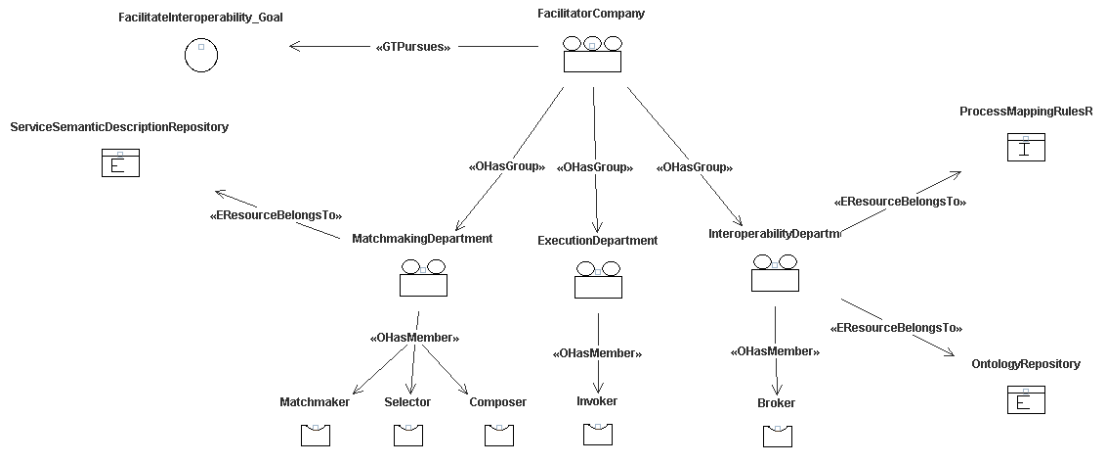 FacilitateInteroperability_Goal
FacilitatorCompany
«GTPursues»
ServiceSemanticDescriptionRepository
E
ProcessMappingRulesR
I
«OHasGroup»
«OHasGroup»
«OHasGroup»
«EResourceBelongsTo»
«EResourceBelongsTo»
MatchmakingDepartment
ExecutionDepartment
InteroperabilityDepartm
«OHasMember»
«OHasMember»
«OHasMember»
«EResourceBelongsTo»
OntologyRepository
E
Matchmaker
Selector
Composer
Invoker
Broker